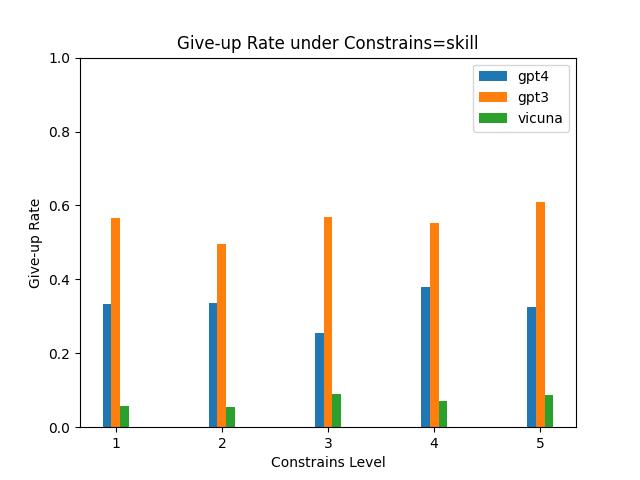 Give-up Rate under Constrains=skill
1.0
0.8
0.6
0.4
0.2
0.0
Give-up Rate
gpt4
gpt3
vicuna
1 2 3 4 5
Constrains Level